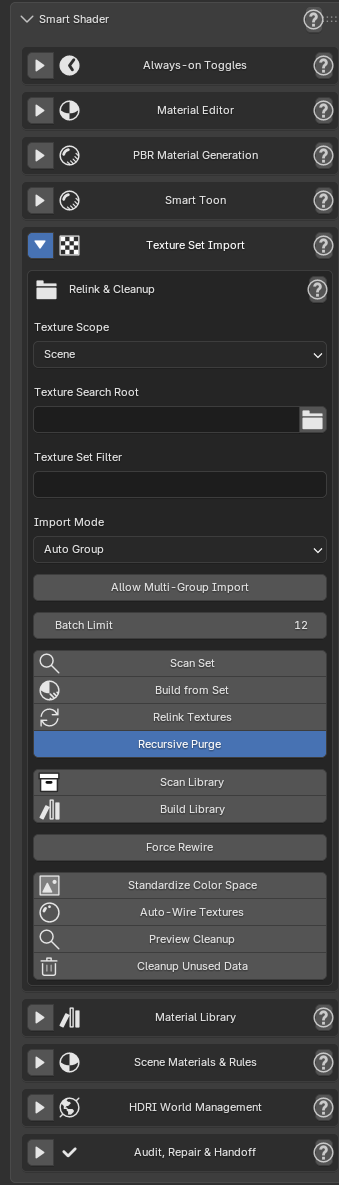 Smart Shader
Always-on Toggles
Material Editor
PBR Material Generation
Smart Toon
Texture Set Import
Relink & Cleanup
Texture Scope
Scene
Texture Search Root
Texture Set Filter
Import Mode
Auto Group
Allow Multi-Group Import
Batch Limit 12
Scan Set
Build from Set
Relink Textures
Recursive Purge
Scan Library
Build Library
Force Rewire
Standardize Color Space
Auto-Wire Textures
Preview Cleanup
Cleanup Unused Data
Material Library
Scene Materials & Rules
HDRI World Management
Audit, Repair & Handoff